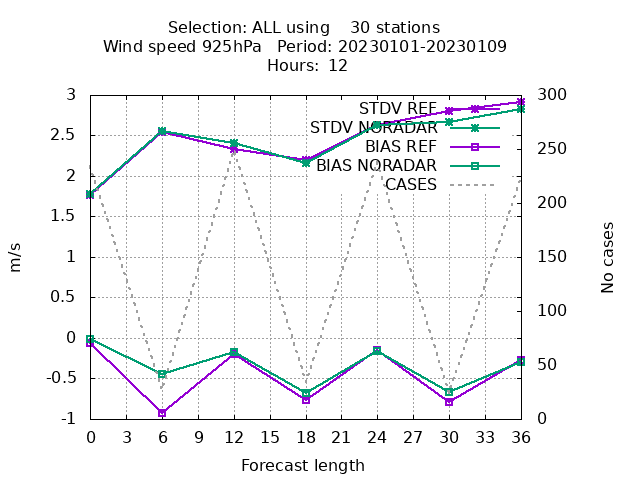 Selection: ALL using    30 stations
Wind speed 925hPa   Period: 20230101-20230109
Hours:  12
3
2.5
2
1.5
1
0.5
0
-0.5
-1
300
250
200
150
100
50
0
STDV REF
STDV NORADAR
BIAS REF
BIAS NORADAR
CASES
m/s
No cases
0 3 6 9 12 15 18 21 24 27 30 33 36
Forecast length